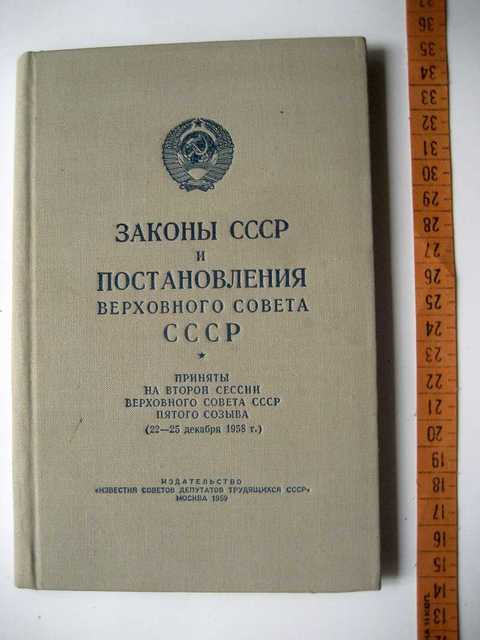 ЗАКОНЫ СССР
И
ПОСТАНОВЛЕНИЯ
ВЕРХОВНОГО СОВЕТА
СССР
ПРИНЯТЫ
НА ВТОРОЙ СЕССИИ
ВЕРХОВНОГО СОВЕТА СССР
ПЯТОГО СОЗЫВА
(22—25 декабря 1958 г.)
ИЗДАТЕЛЬСТВО
«ИЗВЕСТИЯ СОВЕТОВ ДЕПУТАТОВ ТРУДЯЩИХСЯ СССР»
МОСКВА 1959
36
35
34
33
32
31
30
29
28
27
26
25
24
23
22
21
20
19
18
17
16
15
14
13